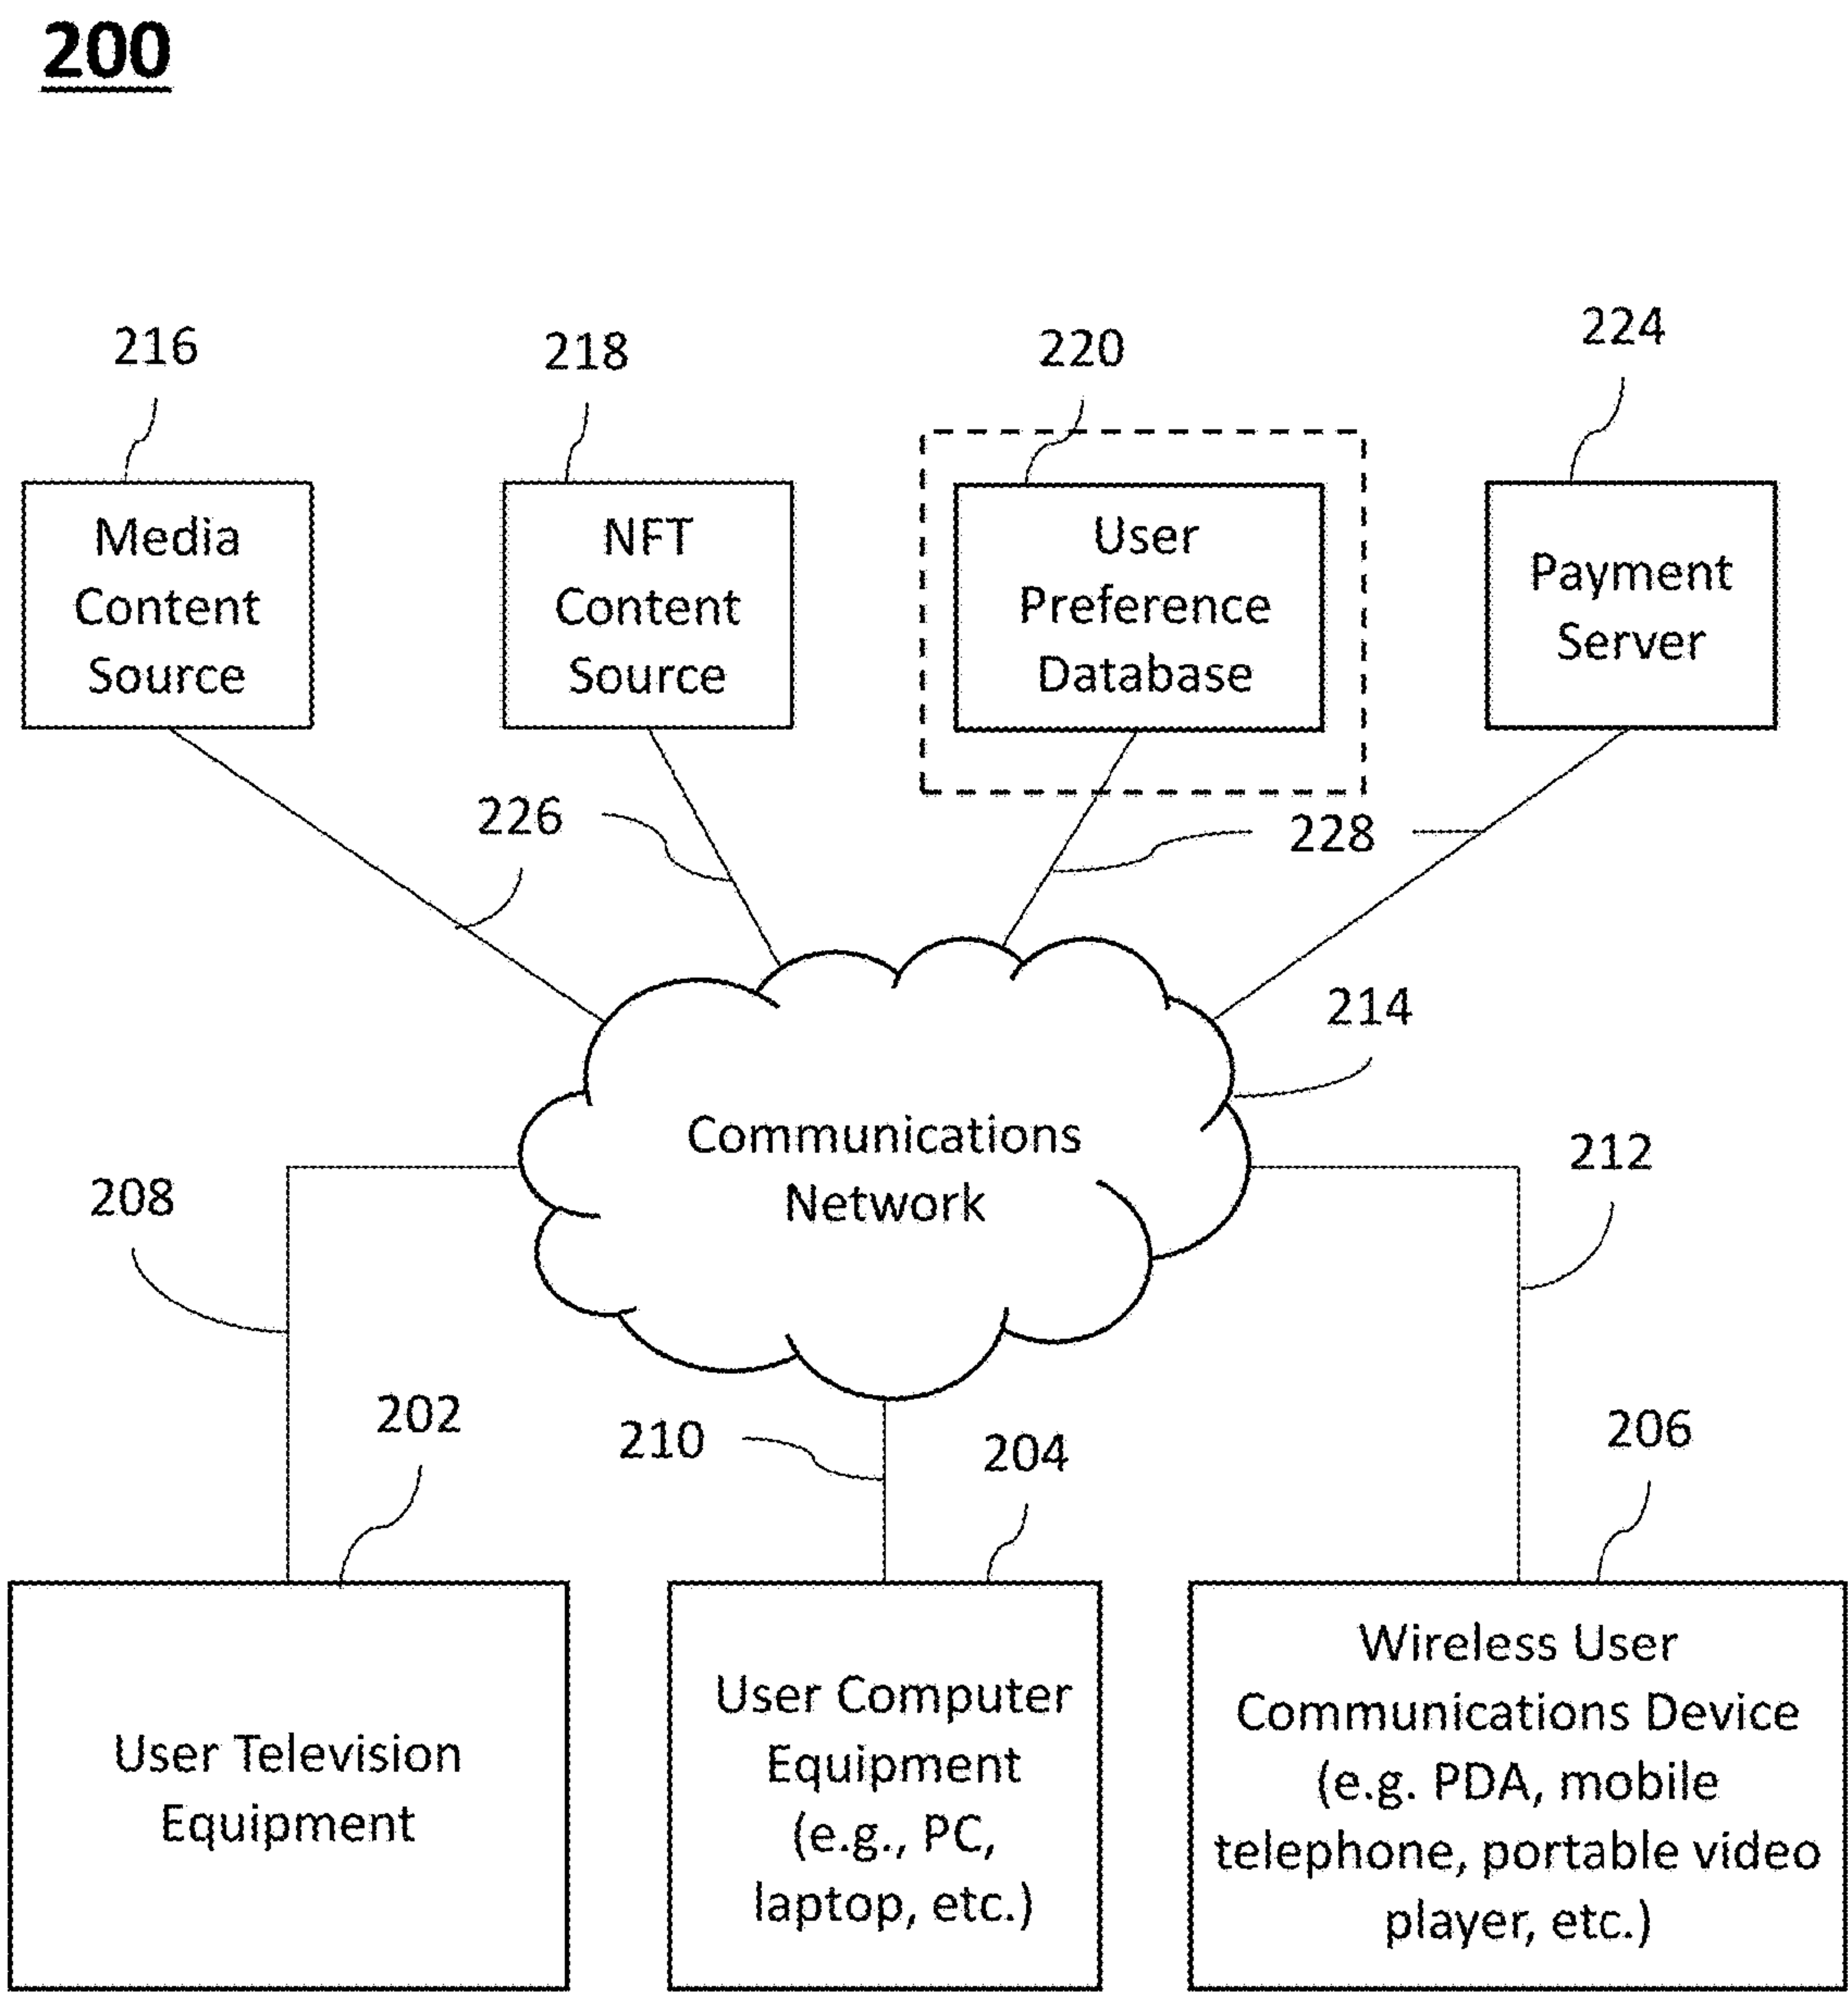 200
216
218
220
224
Media
Content
Source
NFT
Content
Source
User
Preference
Database
Payment
Server
226
228
214
Communications
Network
208
212
202
210
204
206
User Television
Equipment
User Computer
Equipment
(e.g., PC,
laptop, etc.)
Wireless User
Communications Device
(e.g. PDA, mobile
telephone, portable video
player, etc.)